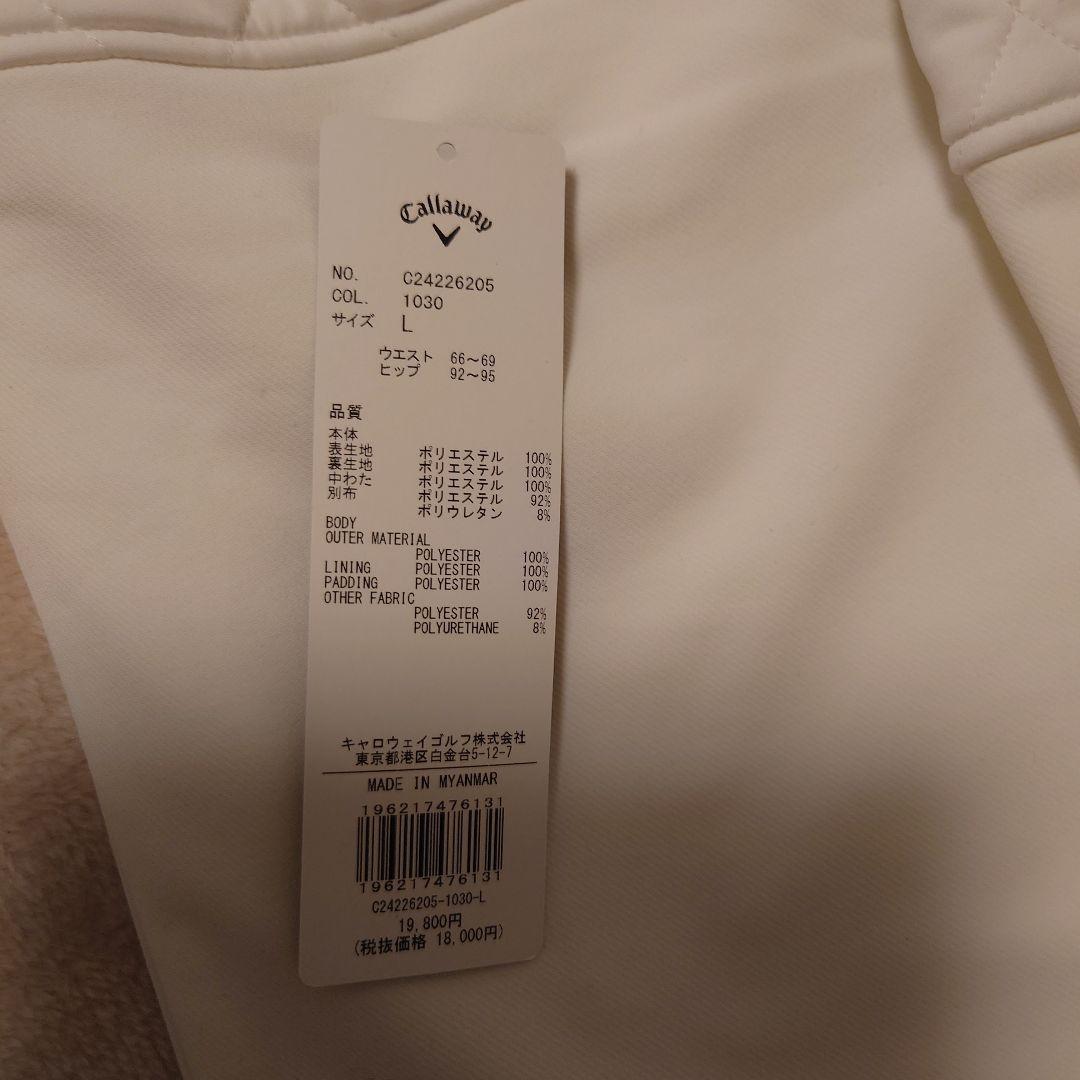 Callaway
NO. C24226205
COL. 1030
サイズ L
ウエスト 66～69
ヒップ 92～95
品質
本体
表生地 ポリエステル 100%
裏生地 ポリエステル 100%
中わた ポリエステル 100%
別布 ポリエステル 92%
ポリウレタン 8%
BODY
OUTER MATERIAL
POLYESTER 100%
LINING POLYESTER 100%
PADDING POLYESTER 100%
OTHER FABRIC
POLYESTER 92%
POLYURETHANE 8%
キャロウェイゴルフ株式会社
東京都港区白金台5-12-7
MADE IN MYANMAR
196217476131
196217476131
C24226205-1030-L
19,800円
(税抜価格 18,000円)